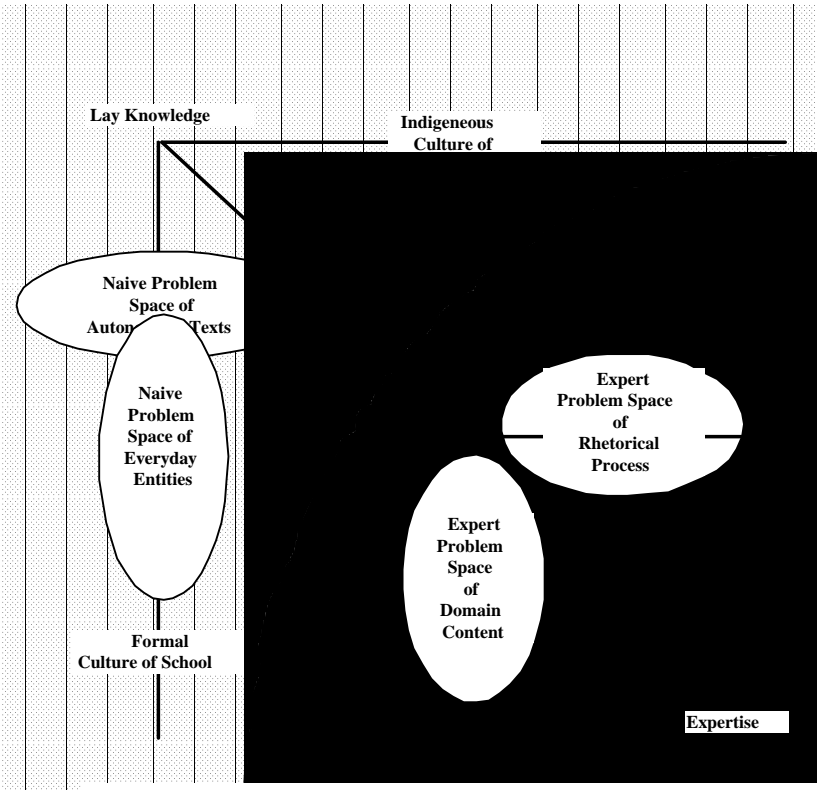 Lay Knowledge
Indigeneous
Culture of
Naive Problem
Space of
Texts
Naive
Problem
Space of
Everyday
Entities
Expert
Problem Space
of
Rhetorical
Process
Expert
Problem
Space
of
Domain
Content
Formal
Culture of School
Expertise